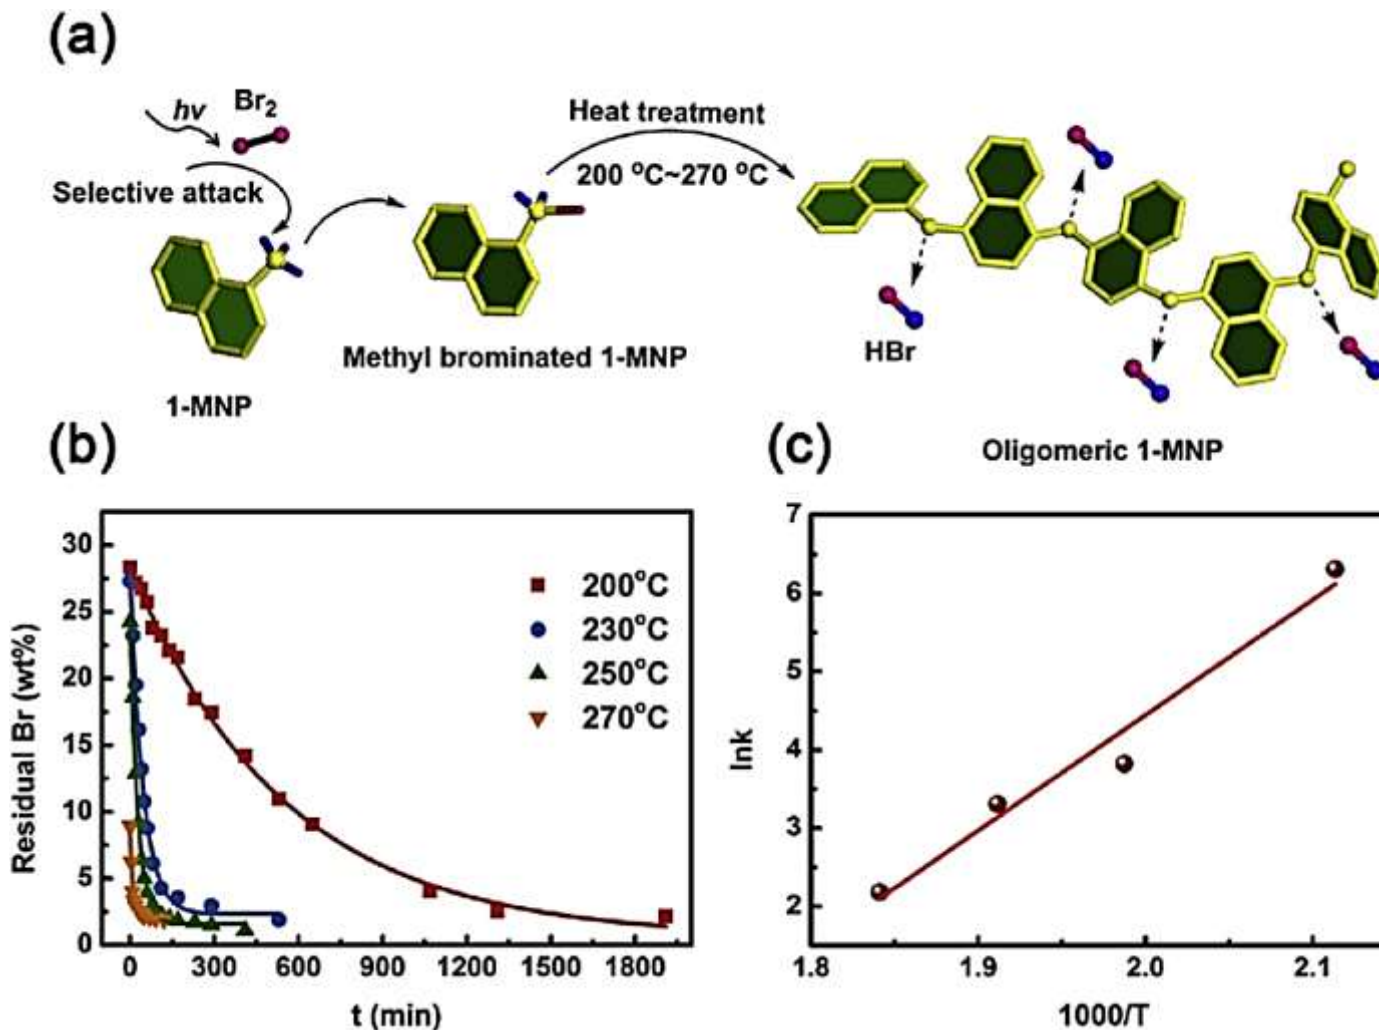 (a)
hv
Br2
Selective attack
Heat treatment
200 °C~270 °C
1-MNP
Methyl brominated 1-MNP
HBr
Oligomeric 1-MNP
(b)
Residual Br (wt%)
30
25
20
15
10
5
0
200°C
230°C
250°C
270°C
0 300 600 900 1200 1500 1800
t (min)
(c)
lnk
7
6
5
4
3
2
1.8 1.9 2.0 2.1
1000/T